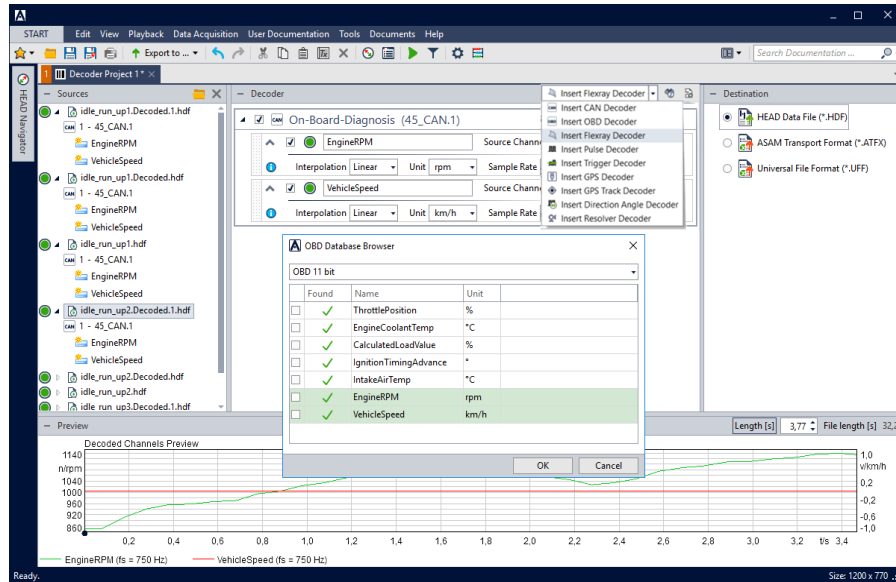 START Edit View Playback Data Acquisition User Documentation Tools Documents Help
Export to ... Search Documentation ...
1 Decoder Project 1*
HEAD Navigator
Sources
idle_run_up1.Decoded.1.hdf
CAN 1 - 45_CAN.1
EngineRPM
VehicleSpeed
idle_run_up1.Decoded.hdf
CAN 1 - 45_CAN.1
EngineRPM
VehicleSpeed
idle_run_up1.hdf
CAN 1 - 45_CAN.1
EngineRPM
VehicleSpeed
idle_run_up2.Decoded.1.hdf
CAN 1 - 45_CAN.1
EngineRPM
VehicleSpeed
idle_run_up2.Decoded.hdf
idle_run_up2.hdf
idle_run_up3.Decoded.1.hdf
Decoder
On-Board-Diagnosis (45_CAN.1)
EngineRPM Source Chann
Interpolation Linear Unit rpm Sample Rate
VehicleSpeed Source Chann
Interpolation Linear Unit km/h Sample Rate
Insert Flexray Decoder
Insert CAN Decoder
Insert OBD Decoder
Insert Flexray Decoder
Insert Pulse Decoder
Insert Trigger Decoder
Insert GPS Decoder
Insert GPS Track Decoder
Insert Direction Angle Decoder
Insert Resolver Decoder
Destination
HEAD Data File (*.HDF)
ASAM Transport Format (*.ATFX)
Universal File Format (*.UFF)
OBD Database Browser
OBD 11 bit
Found Name Unit
ThrottlePosition %
EngineCoolantTemp °C
CalculatedLoadValue %
IgnitionTimingAdvance °
IntakeAirTemp °C
EngineRPM rpm
VehicleSpeed km/h
OK Cancel
Preview
Length [s] 3,77 File length [s] 32,2
Decoded Channels Preview
1140
n/rpm
1040
1000
960
920
860
1,0
v/km/h
0,2
-0,2
-0,6
-1,0
0,2 0,4 0,6 0,8 1,0 1,2 1,4 1,6 1,8 2,0 2,2 2,4 2,6 2,8 3,0 3,2 t/s 3,4
EngineRPM (fs = 750 Hz) VehicleSpeed (fs = 750 Hz)
Ready. Size: 1200 x 770